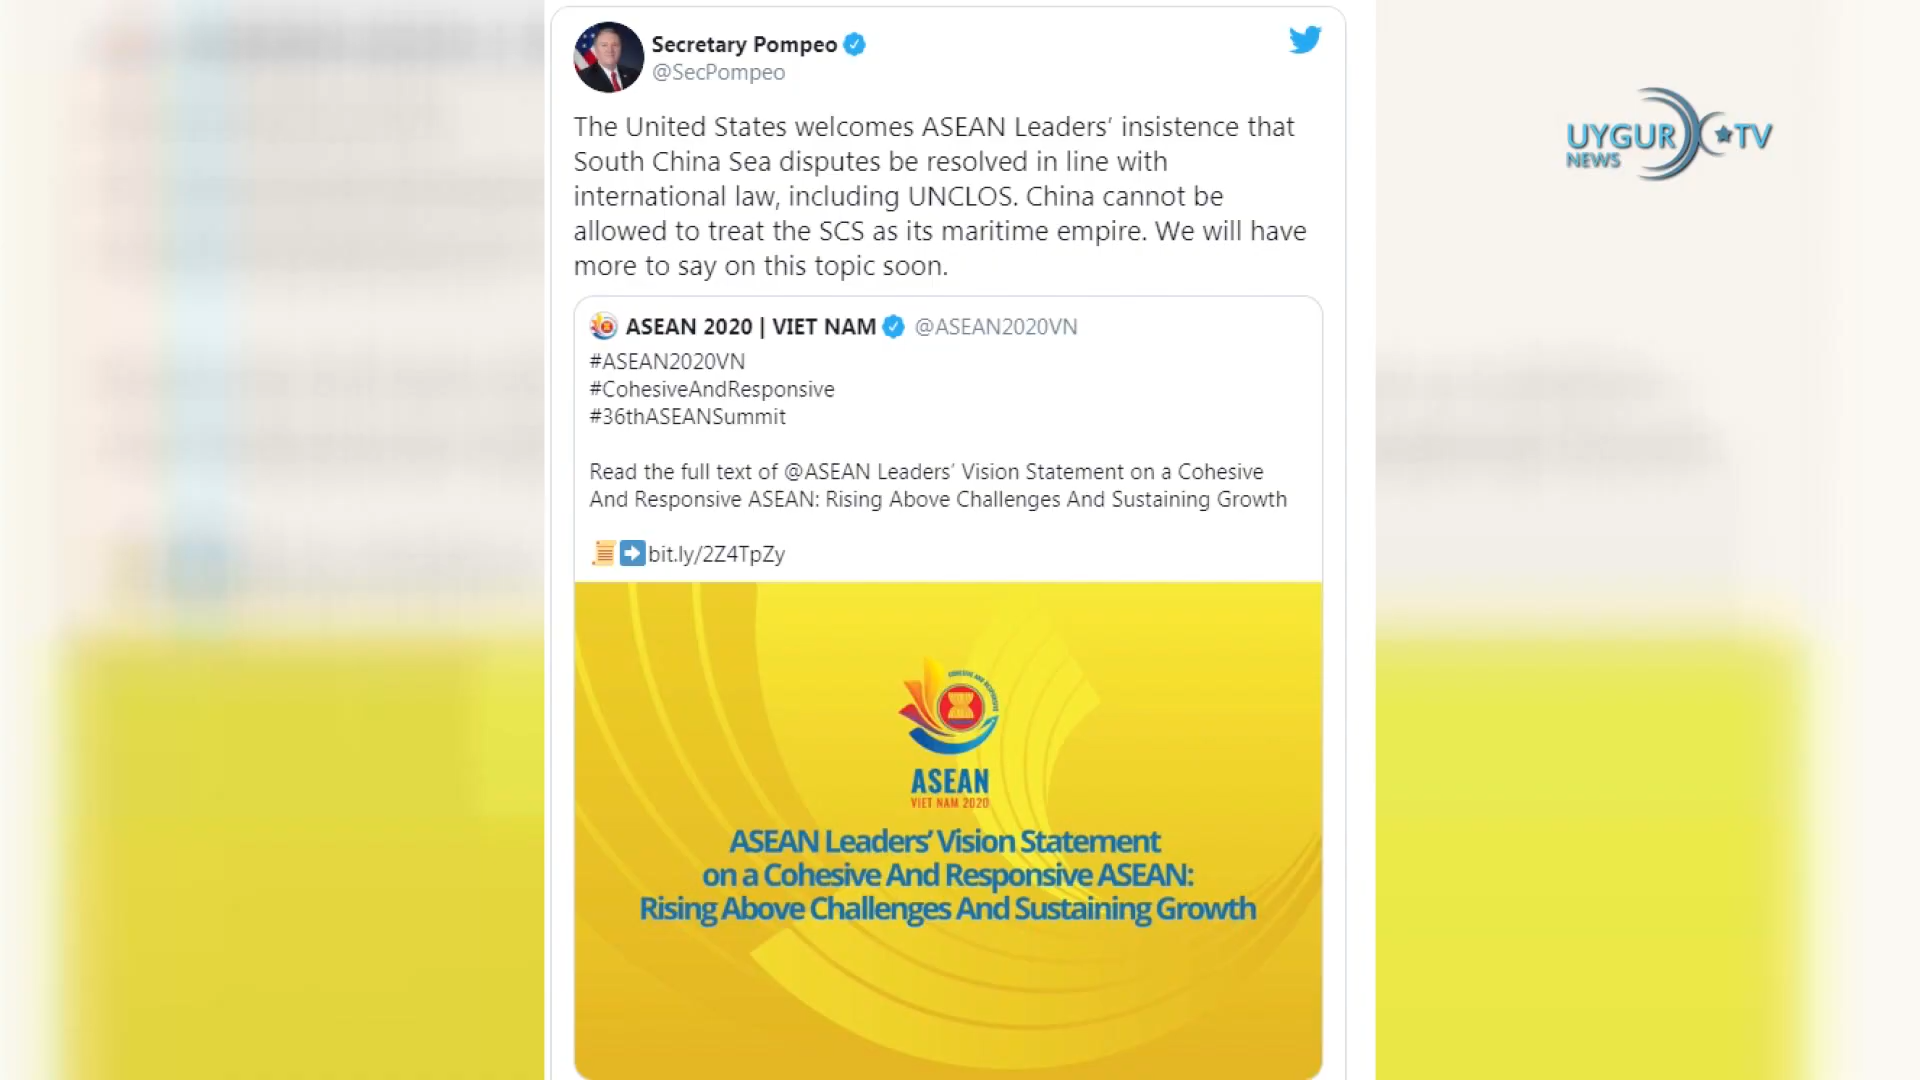 Secretary Pompeo
@SecPompeo
The United States welcomes ASEAN Leaders’ insistence that
South China Sea disputes be resolved in line with
international law, including UNCLOS. China cannot be
allowed to treat the SCS as its maritime empire. We will have
more to say on this topic soon.
ASEAN 2020 | VIET NAM @ASEAN2020VN
#ASEAN2020VN
#CohesiveAndResponsive
#36thASEANSummit
Read the full text of @ASEAN Leaders’ Vision Statement on a Cohesive
And Responsive ASEAN: Rising Above Challenges And Sustaining Growth
bit.ly/2Z4TpZy
COHESIVE AND RESPONSIVE
ASEAN
VIET NAM 2020
ASEAN Leaders’ Vision Statement
on a Cohesive And Responsive ASEAN:
Rising Above Challenges And Sustaining Growth
UYGUR TV
NEWS